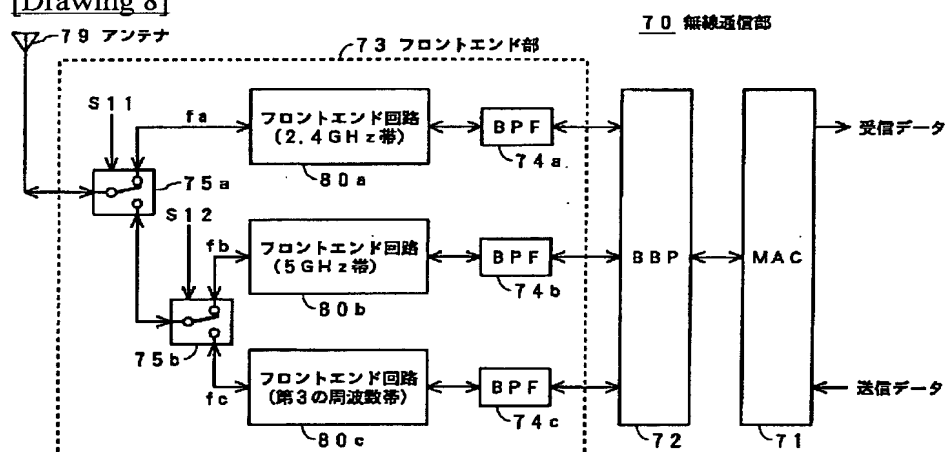 [Drawing 8]
70 無線通信部
79 アンテナ
73 フロントエンド部
S11
fa
フロントエンド回路
(2.4GHz帯)
80a
BPF
74a
75a
S12
fb
フロントエンド回路
(5GHz帯)
80b
BPF
74b
75b
fc
フロントエンド回路
(第3の周波数帯)
80c
BPF
74c
BBP
72
MAC
71
受信データ
送信データ